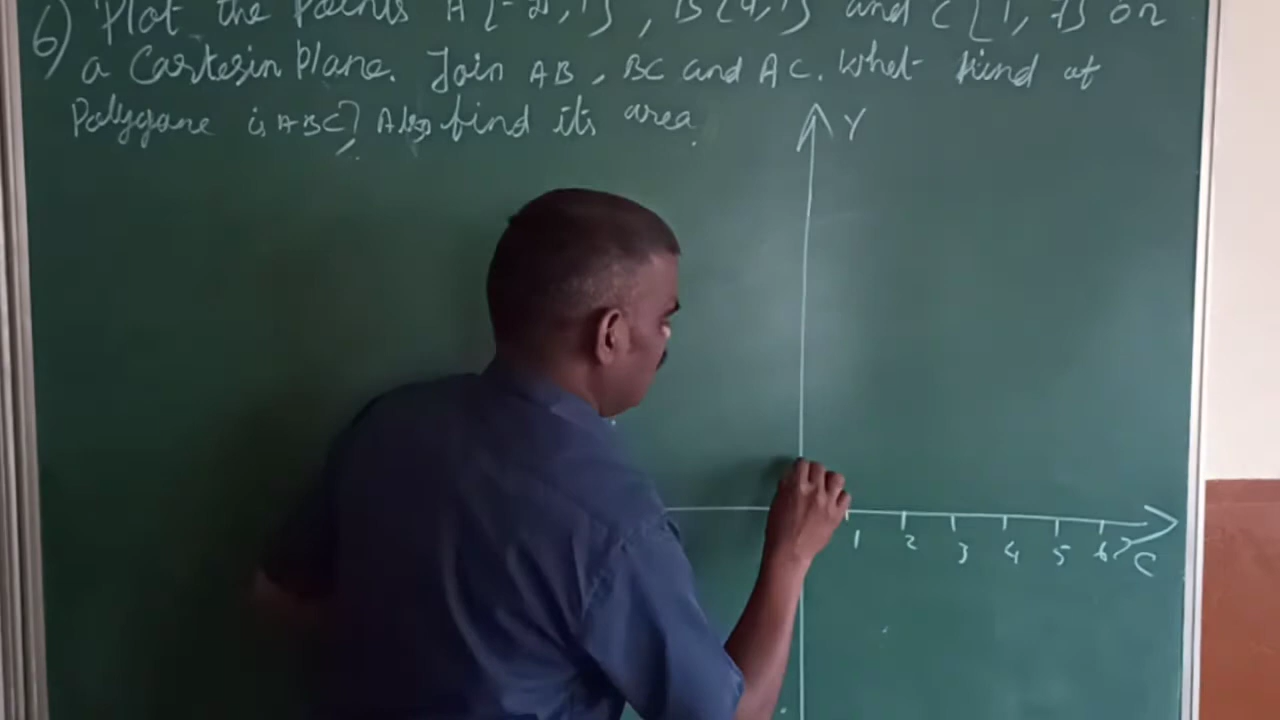 6) Plot the Points A (-2,1), B (4,1) and C (1, 7) on
a Cartesin Plane. Join AB, BC and AC. What kind of
Polygone is ABC? Also find its area.
Y
1 2 3 4 5 6